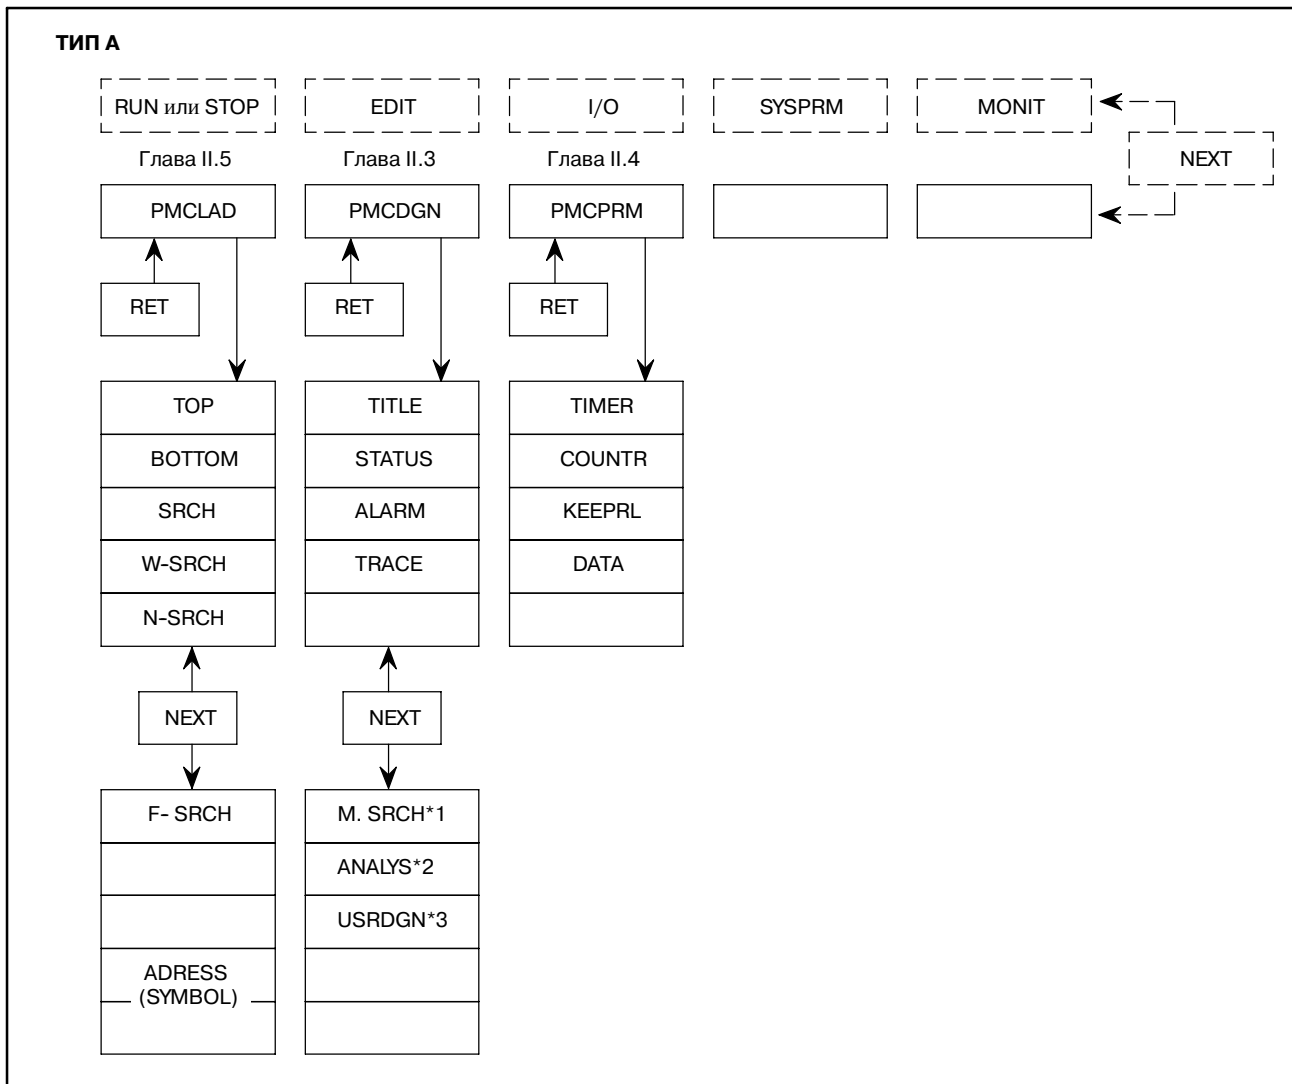 ТИП А
RUN или STOP
EDIT
I/O
SYSPRM
MONIT
NEXT
Глава II.5
Глава II.3
Глава II.4
PMCLAD
PMCDGN
PMCPRM
RET
RET
RET
TOP
TITLE
TIMER
BOTTOM
STATUS
COUNTR
SRCH
ALARM
KEEPRL
W-SRCH
TRACE
DATA
N-SRCH
NEXT
NEXT
F- SRCH
M. SRCH*1
ANALYS*2
USRDGN*3
ADRESS
(SYMBOL)